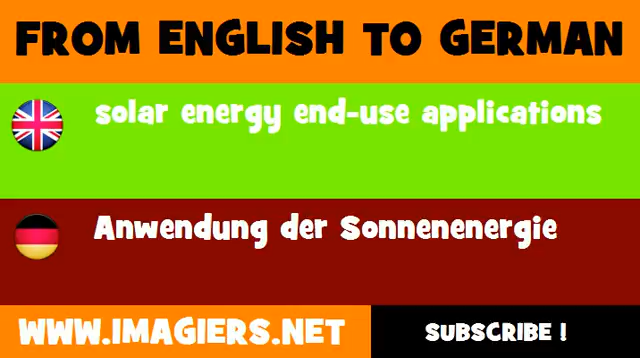 FROM ENGLISH TO GERMAN
solar energy end-use applications
Anwendung der Sonnenenergie
WWW.IMAGIERS.NET
SUBSCRIBE !